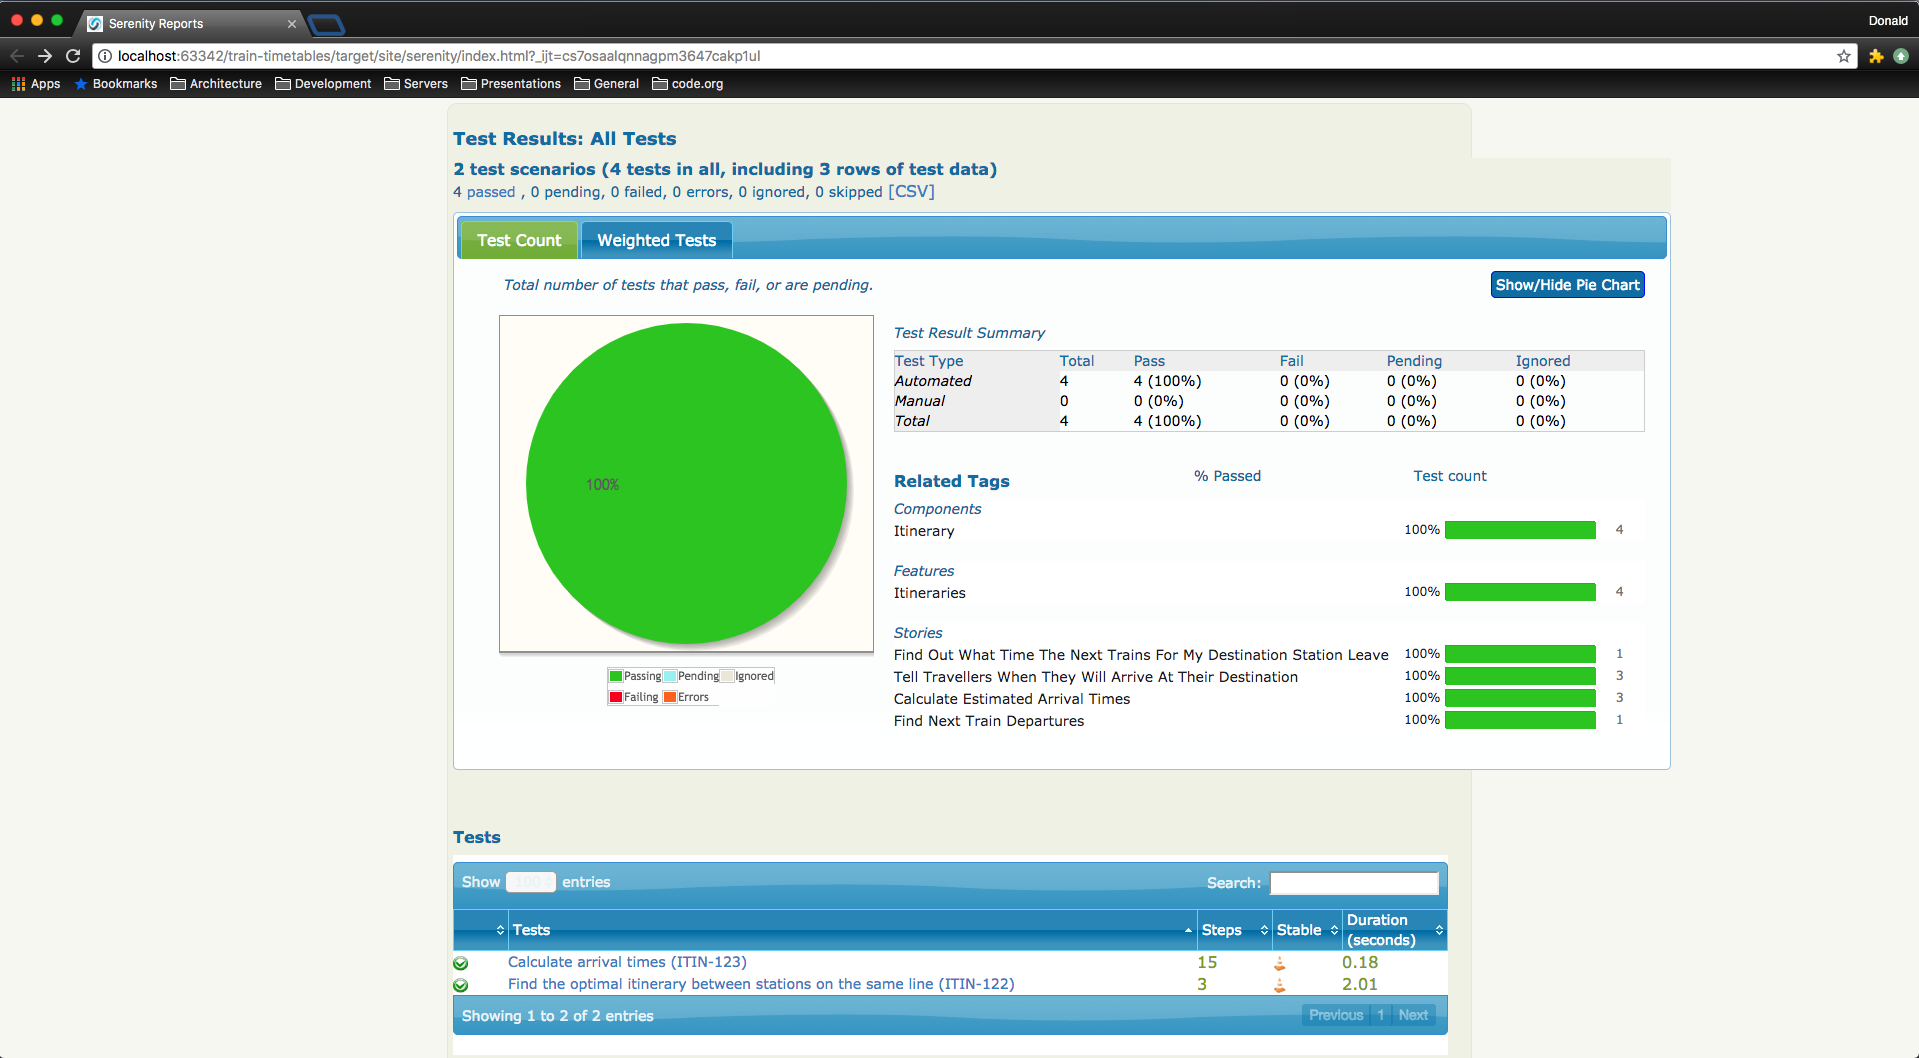 Serenity Reports
Donald
localhost:63342/train-timetables/target/site/serenity/index.html?_ijt=cs7osaalqnnagpm3647cakp1ul
Apps Bookmarks Architecture Development Servers Presentations General code.org
Test Results: All Tests
2 test scenarios (4 tests in all, including 3 rows of test data)
4 passed , 0 pending, 0 failed, 0 errors, 0 ignored, 0 skipped [CSV]
Test Count Weighted Tests
Total number of tests that pass, fail, or are pending.
Show/Hide Pie Chart
100%
Passing Pending Ignored
Failing Errors
Test Result Summary
Test Type Total Pass Fail Pending Ignored
Automated 4 4 (100%) 0 (0%) 0 (0%) 0 (0%)
Manual 0 0 (0%) 0 (0%) 0 (0%) 0 (0%)
Total 4 4 (100%) 0 (0%) 0 (0%) 0 (0%)
Related Tags % Passed Test count
Components
Itinerary 100% 4
Features
Itineraries 100% 4
Stories
Find Out What Time The Next Trains For My Destination Station Leave 100% 1
Tell Travellers When They Will Arrive At Their Destination 100% 3
Calculate Estimated Arrival Times 100% 3
Find Next Train Departures 100% 1
Tests
Show 100 entries Search:
Tests Steps Stable Duration (seconds)
Calculate arrival times (ITIN-123) 15 0.18
Find the optimal itinerary between stations on the same line (ITIN-122) 3 2.01
Showing 1 to 2 of 2 entries Previous 1 Next